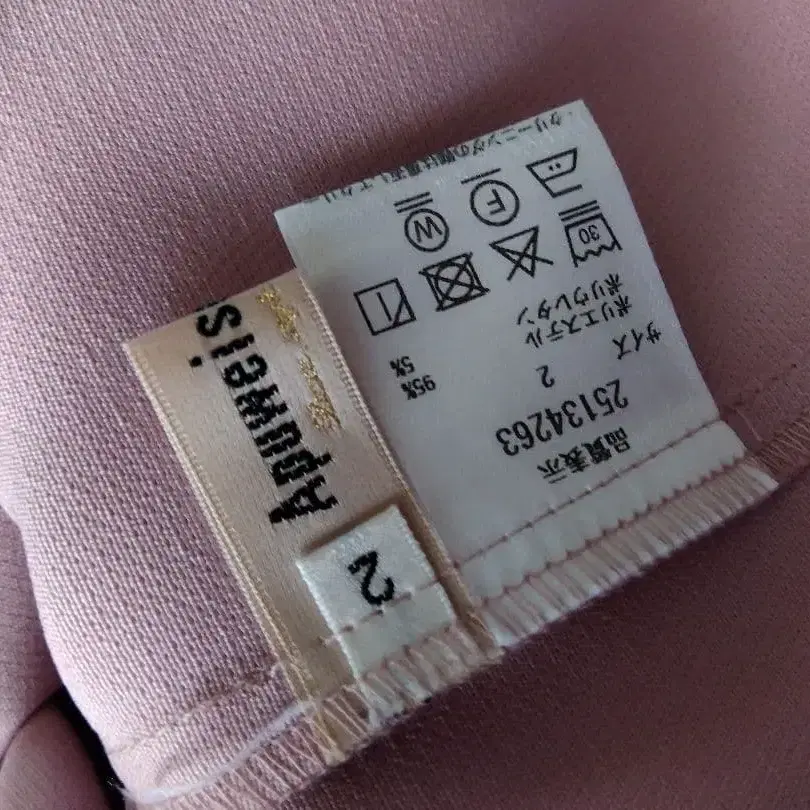 品質表示
25134263
サイズ 2
ポリエステル 95%
ポリウレタン 5%
30
F
W
2
Apuweis